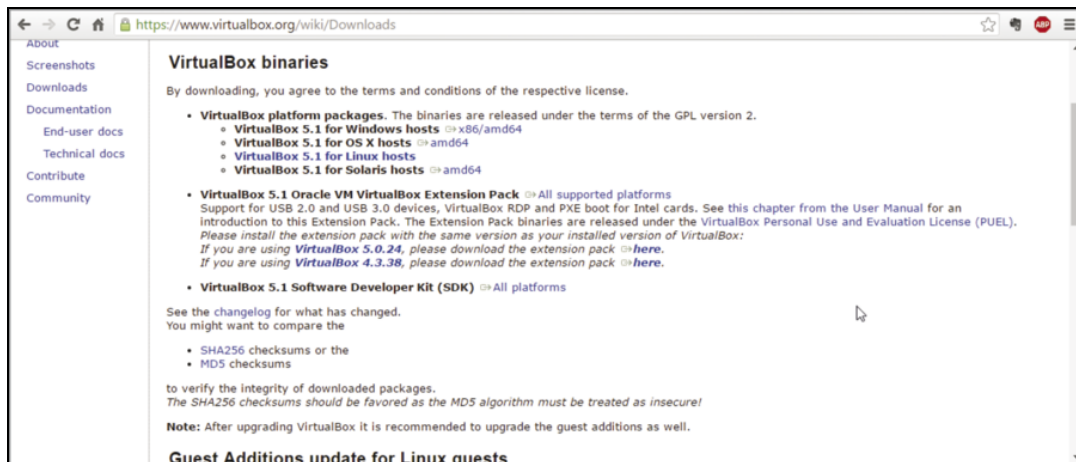 https://www.virtualbox.org/wiki/Downloads
ABP
About
Screenshots
Downloads
Documentation
End-user docs
Technical docs
Contribute
Community
VirtualBox binaries
By downloading, you agree to the terms and conditions of the respective license.
• VirtualBox platform packages. The binaries are released under the terms of the GPL version 2.
VirtualBox 5.1 for Windows hosts x86/amd64
VirtualBox 5.1 for OS X hosts amd64
VirtualBox 5.1 for Linux hosts
VirtualBox 5.1 for Solaris hosts amd64
• VirtualBox 5.1 Oracle VM VirtualBox Extension Pack All supported platforms
Support for USB 2.0 and USB 3.0 devices, VirtualBox RDP and PXE boot for Intel cards. See this chapter from the User Manual for an
introduction to this Extension Pack. The Extension Pack binaries are released under the VirtualBox Personal Use and Evaluation License (PUEL).
Please install the extension pack with the same version as your installed version of VirtualBox:
If you are using VirtualBox 5.0.24, please download the extension pack here.
If you are using VirtualBox 4.3.38, please download the extension pack here.
• VirtualBox 5.1 Software Developer Kit (SDK) All platforms
See the changelog for what has changed.
You might want to compare the
• SHA256 checksums or the
• MD5 checksums
to verify the integrity of downloaded packages.
The SHA256 checksums should be favored as the MD5 algorithm must be treated as insecure!
Note: After upgrading VirtualBox it is recommended to upgrade the guest additions as well.
Guest Additions update for Linux guests